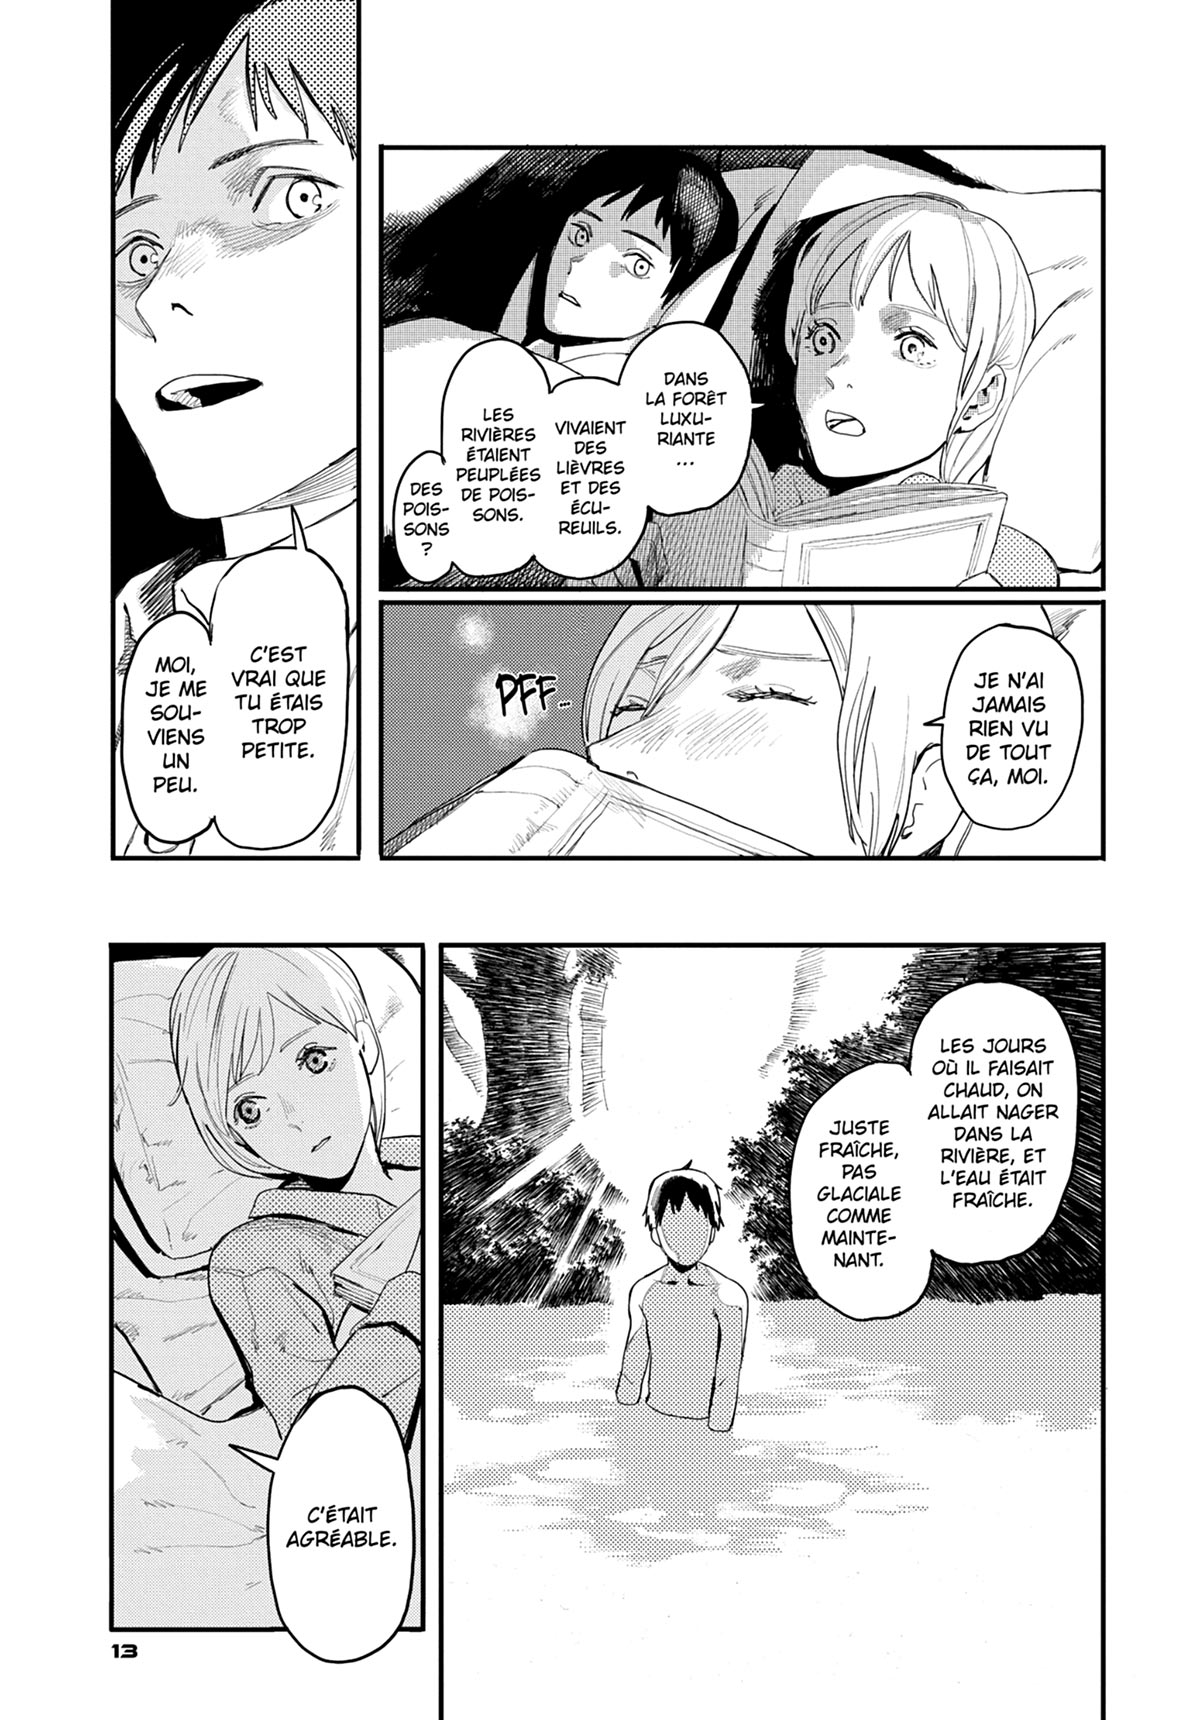 DANS
LA FORÊT
LUXU-
RIANTE
...
VIVAIENT
DES
LIÈVRES
ET DES
ÉCU-
REUILS.
LES
RIVIÈRES
ÉTAIENT
PEUPLÉES
DE POIS-
SONS.
DES
POIS-
SONS
?
JE N'AI
JAMAIS
RIEN VU
DE TOUT
ÇA, MOI.
PFF...
C'EST
VRAI QUE
TU ÉTAIS
TROP
PETITE.
MOI,
JE ME
SOU-
VIENS
UN
PEU.
LES JOURS
OÙ IL FAISAIT
CHAUD, ON
ALLAIT NAGER
DANS LA
RIVIÈRE, ET
L'EAU ÉTAIT
FRAÎCHE.
JUSTE
FRAÎCHE,
PAS
GLACIALE
COMME
MAINTE-
NANT.
C'ÉTAIT
AGRÉABLE.
13